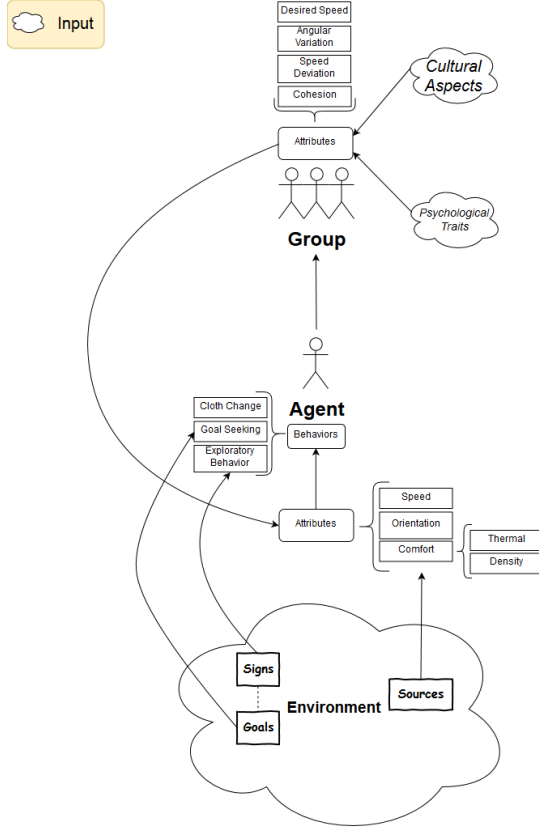 Input
Desired Speed
Angular
Variation
Speed
Deviation
Cohesion
Cultural
Aspects
Attributes
Psychological
Traits
Group
Agent
Cloth Change
Goal Seeking
Exploratory
Behavior
Behaviors
Attributes
Speed
Orientation
Comfort
Thermal
Density
Signs
Sources
Environment
Goals